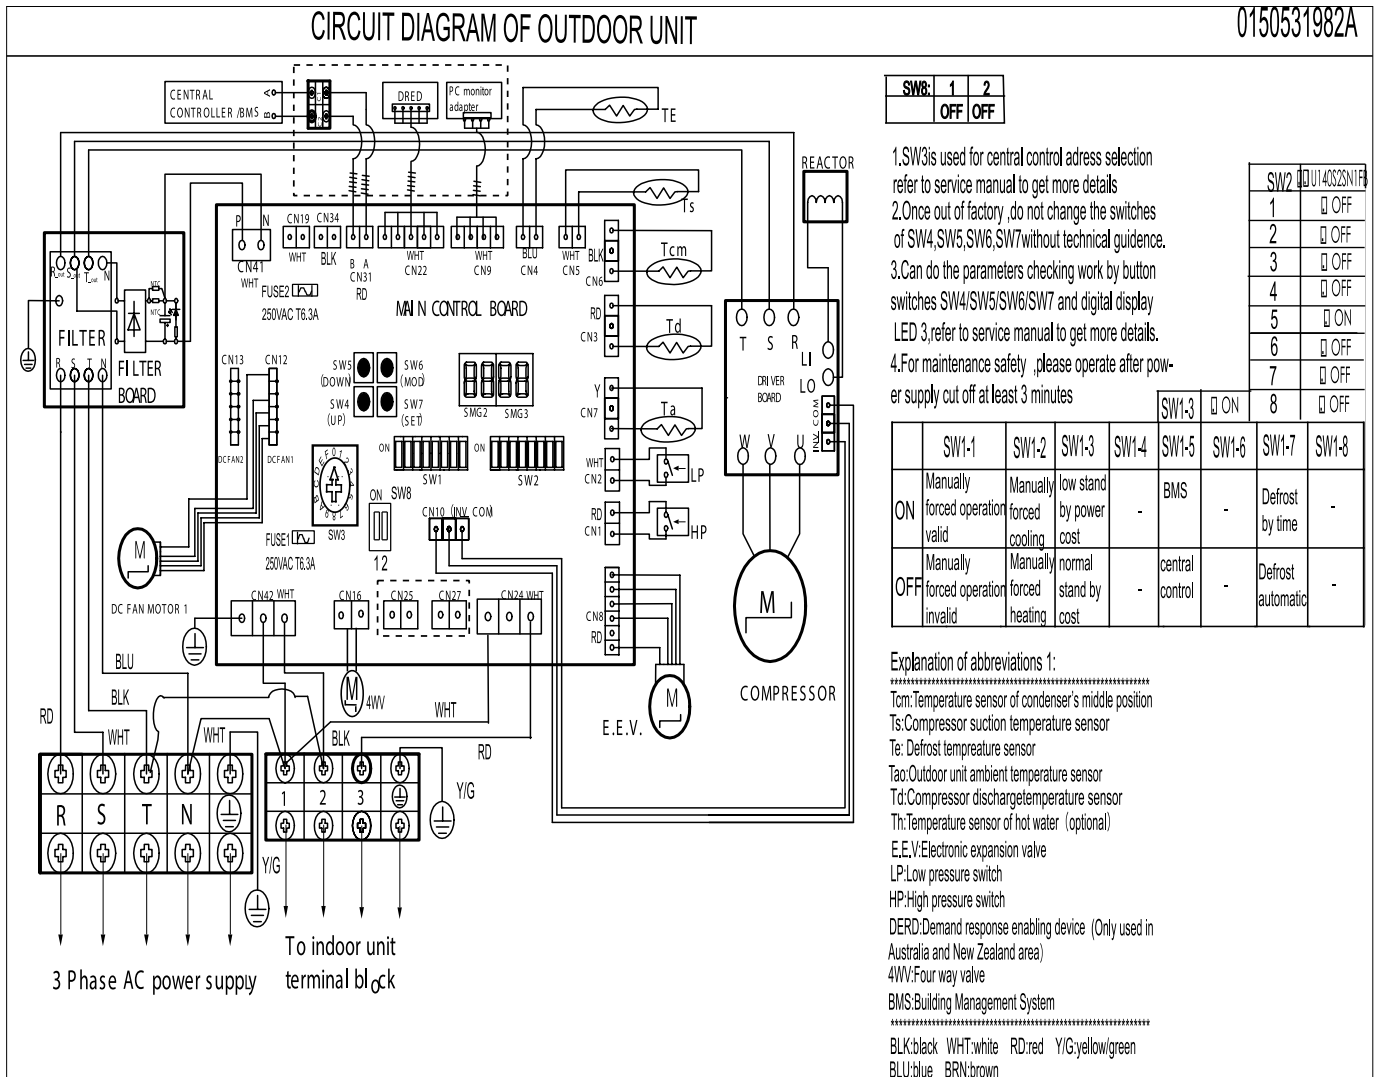 CIRCUIT DIAGRAM OF OUTDOOR UNIT
0150531982A
CENTRAL
CONTROLLER /BMS
A
B
C1
C2
DRED
PC monitor
adapter
TE
Ts
P
N
CN41
WHT
CN19
WHT
CN34
BLK
B A
CN31
RD
WHT
CN22
WHT
CN9
BLU
CN4
WHT
CN5
BLK
CN6
Tcm
FUSE2
250VAC T6.3A
MAIN CONTROL BOARD
RD
CN3
Td
R_out S_out T_out N
NTC
NTC
FILTER
R S T N
FILTER
BOARD
CN13
CN12
DCFAN2
DCFAN1
SW5
(DOWN)
SW6
(MOD)
SW4
(UP)
SW7
(SET)
SMG2
SMG3
Y
CN7
Ta
ON
SW1
ON
SW2
WHT
CN2
LP
SW3
ON
SW8
1 2
CN10 (INV COM)
RD
CN1
HP
FUSE1
250VAC T6.3A
M
DC FAN MOTOR 1
CN42 WHT
CN16
CN25
CN27
CN24 WHT
CN8
RD
M
4WV
M
E.E.V.
REACTOR
T S R
LI
LO
DRIVER
BOARD
INV COM
W V U
M
COMPRESSOR
BLU
BLK
RD
WHT
WHT
BLK
WHT
RD
Y/G
Y/G
R S T N
1 2 3
3 Phase AC power supply
To indoor unit
terminal block
SW8: 1 2
OFF OFF
1.SW3is used for central control adress selection
refer to service manual to get more details
2.Once out of factory ,do not change the switches
of SW4,SW5,SW6,SW7without technical guidence.
3.Can do the parameters checking work by button
switches SW4/SW5/SW6/SW7 and digital display
LED 3,refer to service manual to get more details.
4.For maintenance safety ,please operate after pow-
er supply cut off at least 3 minutes
SW2 U140S2SN1FB
1 OFF
2 OFF
3 OFF
4 OFF
5 ON
6 OFF
7 OFF
8 OFF
SW1-3 ON
SW1-1 SW1-2 SW1-3 SW1-4 SW1-5 SW1-6 SW1-7 SW1-8
ON
Manually
forced operation
valid
Manually
forced
cooling
low stand
by power
cost
-
BMS
-
Defrost
by time
-
OFF
Manually
forced operation
invalid
Manually
forced
heating
normal
stand by
cost
-
central
control
-
Defrost
automatic
-
Explanation of abbreviations 1:
Tcm:Temperature sensor of condenser's middle position
Ts:Compressor suction temperature sensor
Te: Defrost tempreature sensor
Tao:Outdoor unit ambient temperature sensor
Td:Compressor dischargetemperature sensor
Th:Temperature sensor of hot water (optional)
E.E.V:Electronic expansion valve
LP:Low pressure switch
HP:High pressure switch
DERD:Demand response enabling device (Only used in
Australia and New Zealand area)
4WV:Four way valve
BMS:Building Management System
BLK:black WHT:white RD:red Y/G:yellow/green
BLU:blue BRN:brown